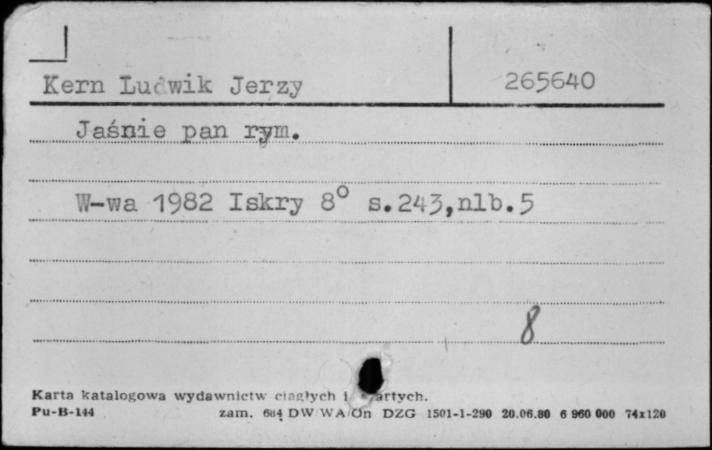 Kern Ludwik Jerzy 265640
Jaśnie pan rym.
W-wa 1982 Iskry 8° s.243,nlb.5
8
Karta katalogowa wydawnictw ciągłych i zwartych.
Pu-B-144 zam. 684 DW WA/On DZG 1501-1-290 20.06.80 6 960 000 74x120